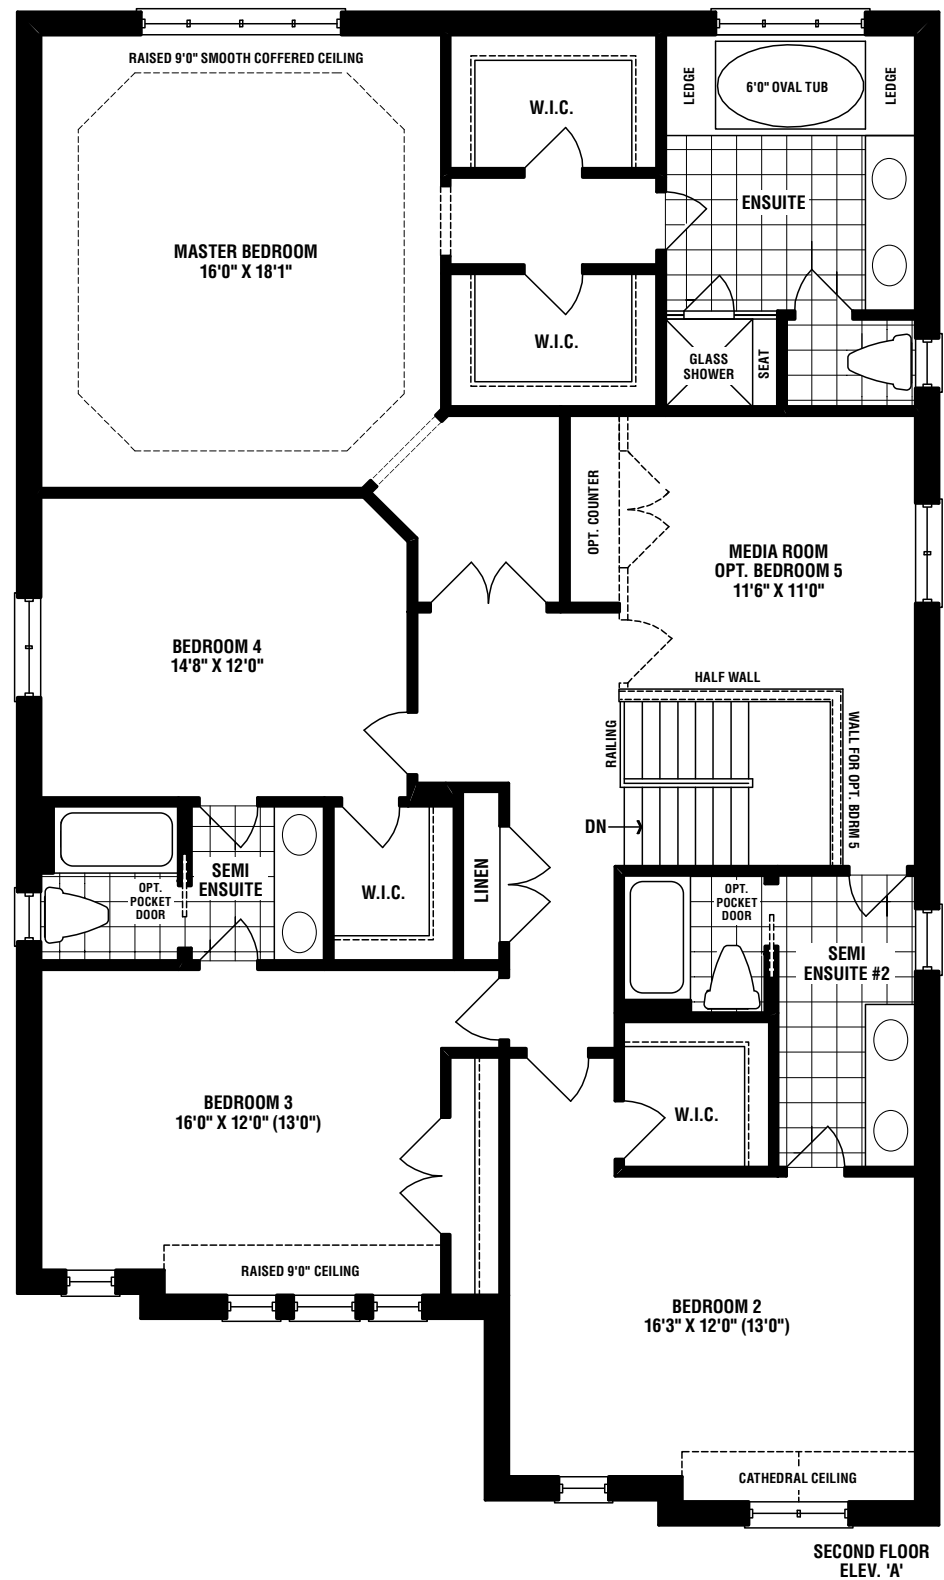 RAISED 9'0" SMOOTH COFFERED CEILING
MASTER BEDROOM
16'0" X 18'1"
W.I.C.
W.I.C.
LEDGE
6'0" OVAL TUB
LEDGE
ENSUITE
GLASS
SHOWER
SEAT
OPT. COUNTER
MEDIA ROOM
OPT. BEDROOM 5
11'6" X 11'0"
BEDROOM 4
14'8" X 12'0"
HALF WALL
RAILING
WALL FOR OPT. BDRM 5
DN
SEMI
ENSUITE
OPT.
POCKET
DOOR
W.I.C.
LINEN
OPT.
POCKET
DOOR
SEMI
ENSUITE #2
W.I.C.
BEDROOM 3
16'0" X 12'0" (13'0")
RAISED 9'0" CEILING
BEDROOM 2
16'3" X 12'0" (13'0")
CATHEDRAL CEILING
SECOND FLOOR
ELEV. 'A'